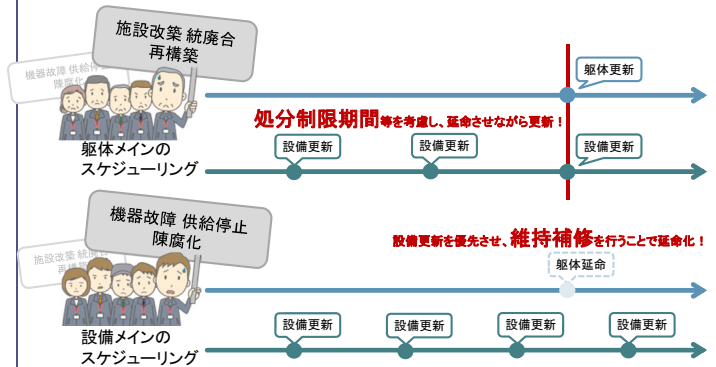 施設改築 統廃合
再構築
機器故障 供給停
陳腐化
躯体メインの
スケジューリング
躯体更新
処分制限期間等を考慮し、延命させながら更新！
設備更新
設備更新
設備更新
機器故障 供給停止
陳腐化
施設改築 統廃合
再構築
設備メインの
スケジューリング
設備更新を優先させ、維持補修を行うことで延命化！
躯体延命
設備更新
設備更新
設備更新
設備更新